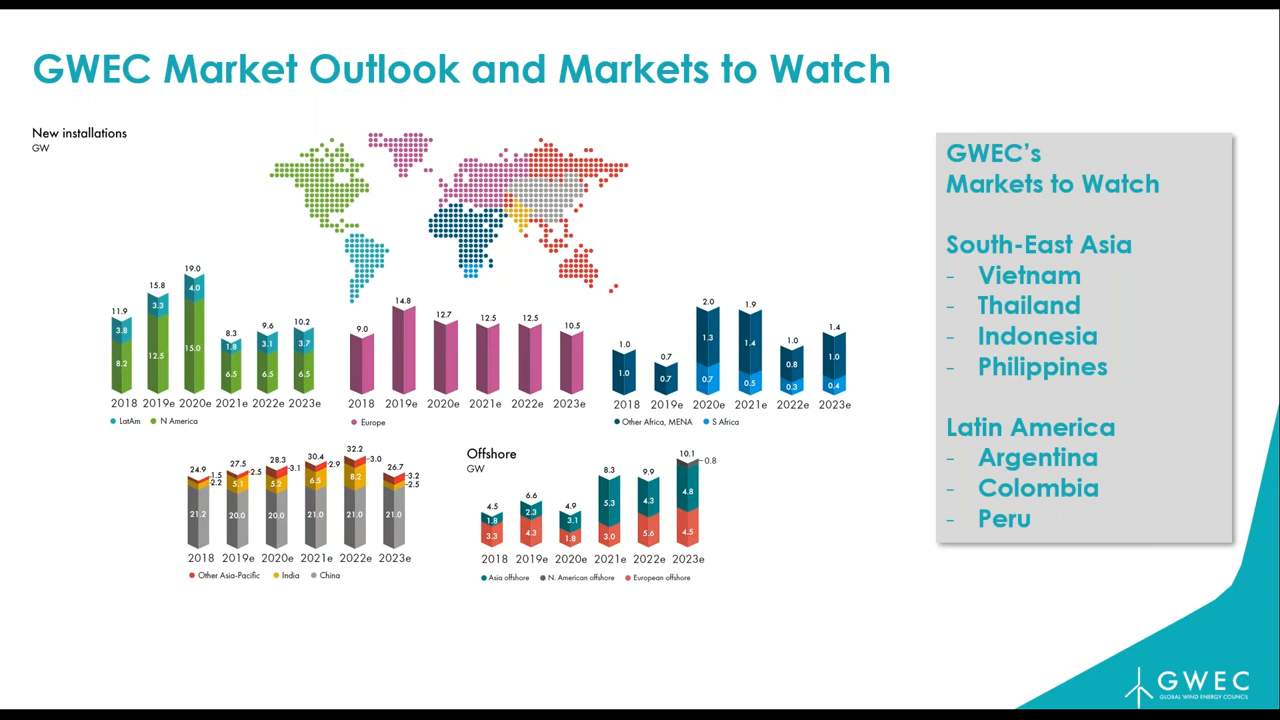 GWEC Market Outlook and Markets to Watch
New installations
GW
11.9
3.8
8.2
15.8
3.3
12.5
19.0
4.0
15.0
8.3
1.8
6.5
9.6
3.1
6.5
10.2
3.7
6.5
2018 2019e 2020e 2021e 2022e 2023e
LatAm N America
9.0 14.8 12.7 12.5 12.5 10.5
2018 2019e 2020e 2021e 2022e 2023e
Europe
1.0
1.0
0.7
0.7
2.0
1.3
0.7
1.9
1.4
0.5
1.0
0.8
0.3
1.4
1.0
0.4
2018 2019e 2020e 2021e 2022e 2023e
Other Africa, MENA S Africa
24.9
1.5
2.2
21.2
27.5
2.5
5.1
20.0
28.3
3.1
5.2
20.0
30.4
2.9
6.5
21.0
32.2
3.0
8.2
21.0
26.7
3.2
2.5
21.0
2018 2019e 2020e 2021e 2022e 2023e
Other Asia-Pacific India China
Offshore
GW
4.5
1.8
3.3
6.6
2.3
4.3
4.9
3.1
1.8
8.3
5.3
3.0
9.9
4.3
5.6
10.1
0.8
4.8
4.5
2018 2019e 2020e 2021e 2022e 2023e
Asia offshore N. American offshore European offshore
GWEC's
Markets to Watch
South-East Asia
- Vietnam
- Thailand
- Indonesia
- Philippines
Latin America
- Argentina
- Colombia
- Peru
GWEC
GLOBAL WIND ENERGY COUNCIL